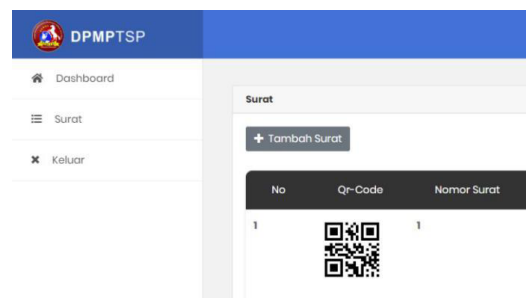 DPMPTSP
Dashboard
Surat
Keluar
Surat
+ Tambah Surat
No Qr-Code Nomor Surat
1 1